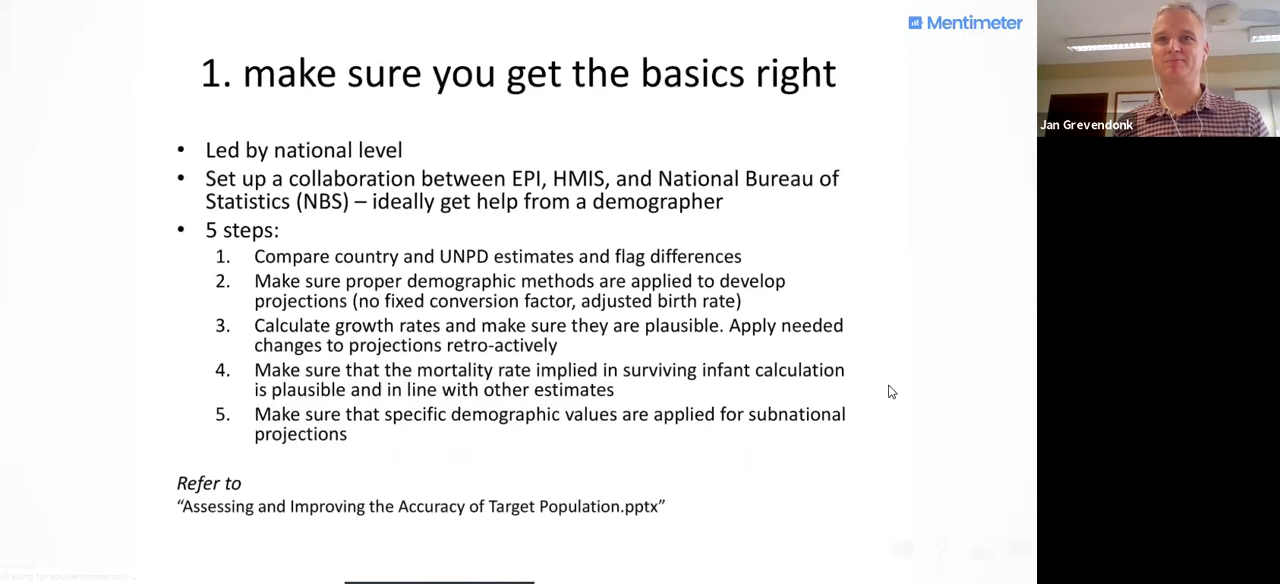 Mentimeter
1. make sure you get the basics right
• Led by national level
• Set up a collaboration between EPI, HMIS, and National Bureau of
Statistics (NBS) – ideally get help from a demographer
• 5 steps:
1. Compare country and UNPD estimates and flag differences
2. Make sure proper demographic methods are applied to develop
projections (no fixed conversion factor, adjusted birth rate)
3. Calculate growth rates and make sure they are plausible. Apply needed
changes to projections retro-actively
4. Make sure that the mortality rate implied in surviving infant calculation
is plausible and in line with other estimates
5. Make sure that specific demographic values are applied for subnational
projections
Refer to
“Assessing and Improving the Accuracy of Target Population.pptx”
Jan Grevendonk